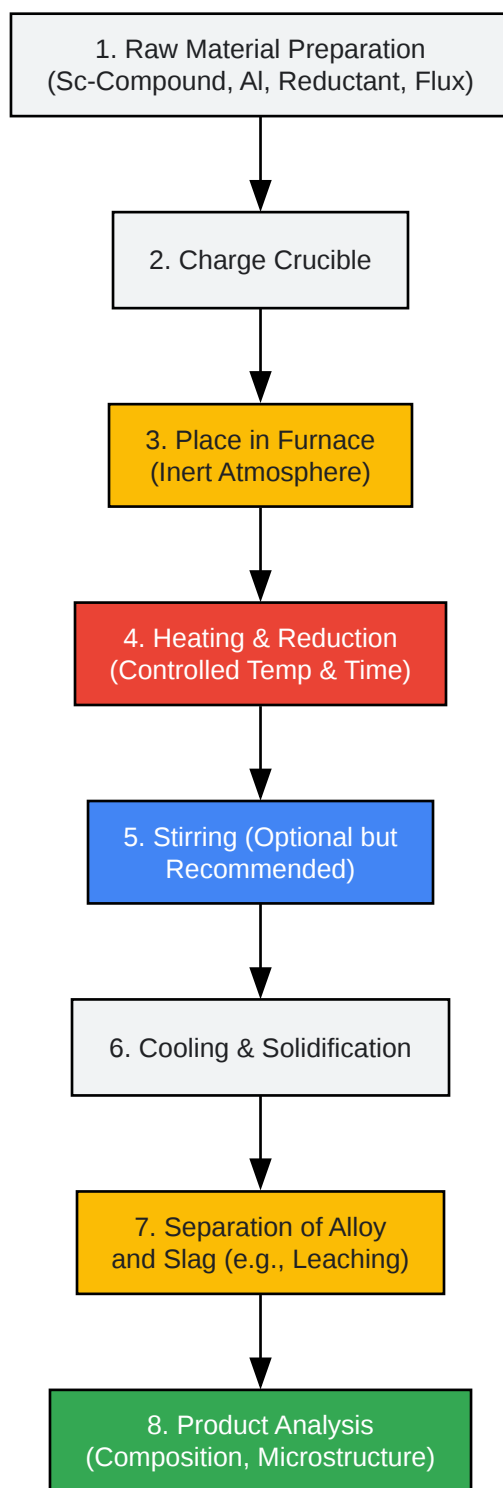 1. Raw Material Preparation
(Sc-Compound, Al, Reductant, Flux)
2. Charge Crucible
3. Place in Furnace
(Inert Atmosphere)
4. Heating & Reduction
(Controlled Temp & Time)
5. Stirring (Optional but
Recommended)
6. Cooling & Solidification
7. Separation of Alloy
and Slag (e.g., Leaching)
8. Product Analysis
(Composition, Microstructure)